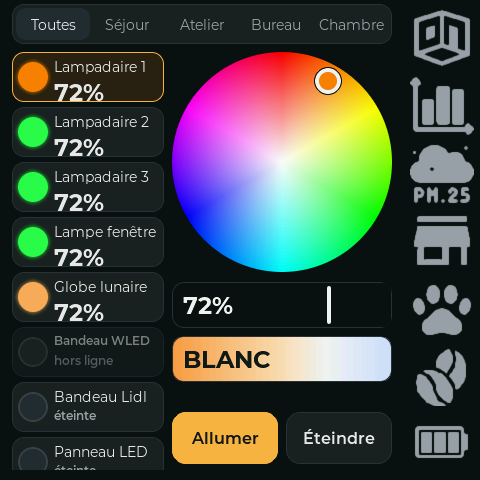 Toutes Séjour Atelier Bureau Chambre
Lampadaire 1
72%
Lampadaire 2
72%
Lampadaire 3
72%
Lampe fenêtre
72%
Globe lunaire
72%
Bandeau WLED
hors ligne
Bandeau Lidl
éteinte
Panneau LED
éteinte
72%
BLANC
Allumer Éteindre
PM.25